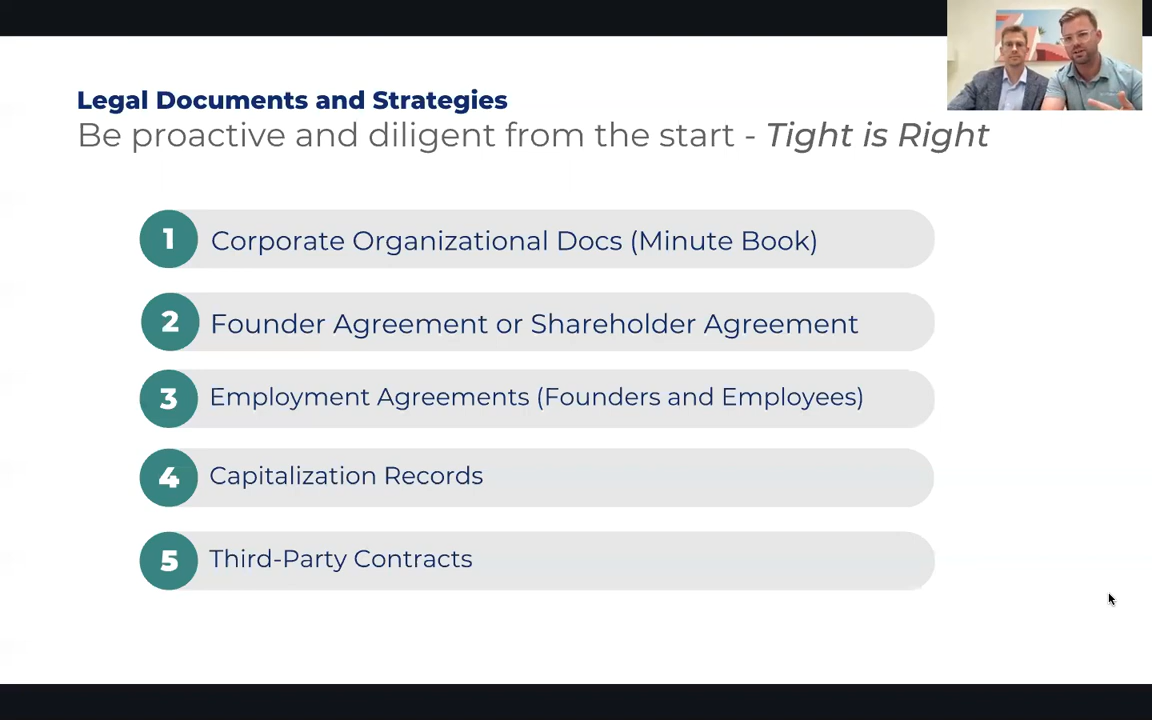 Legal Documents and Strategies
Be proactive and diligent from the start - Tight is Right
1 Corporate Organizational Docs (Minute Book)
2 Founder Agreement or Shareholder Agreement
3 Employment Agreements (Founders and Employees)
4 Capitalization Records
5 Third-Party Contracts